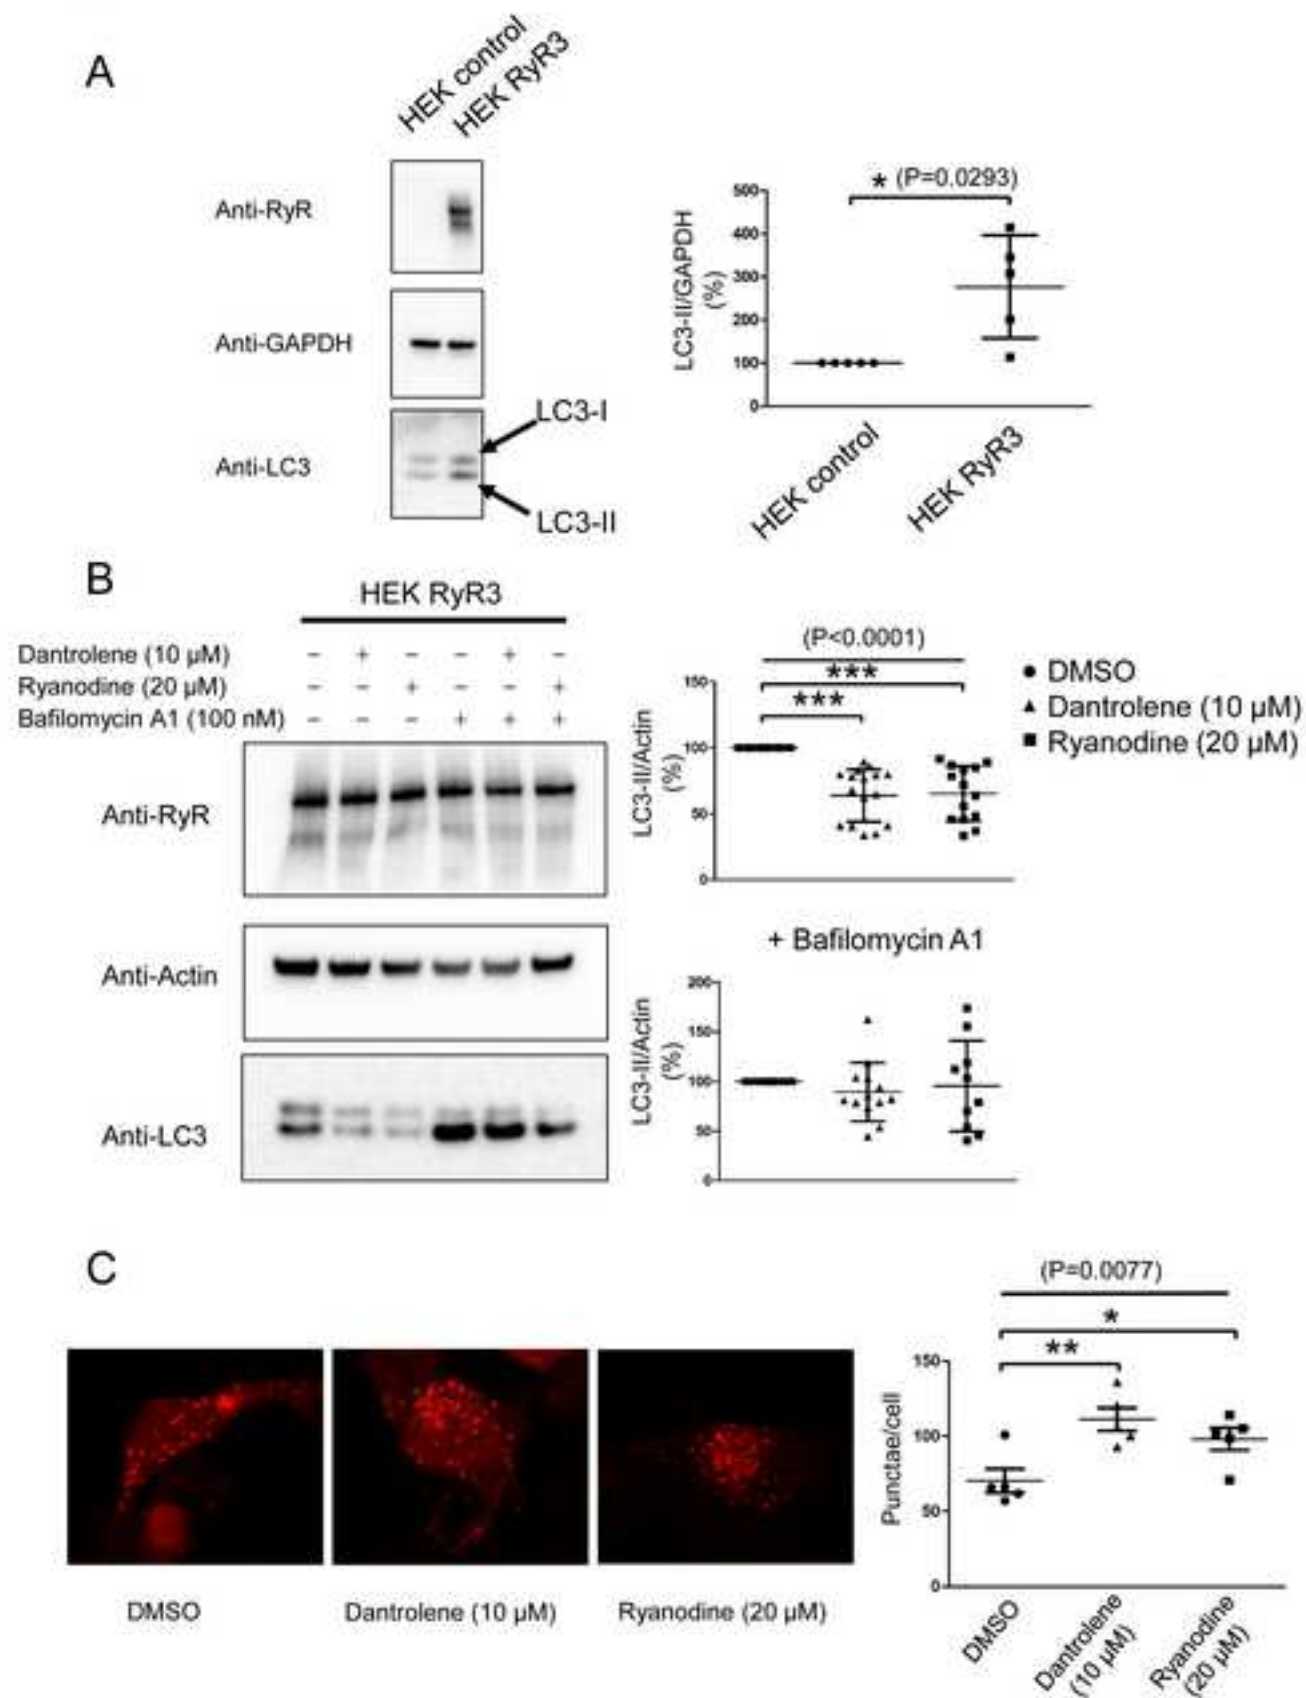 A
HEK control
HEK RyR3
Anti-RyR
Anti-GAPDH
Anti-LC3
LC3-I
LC3-II
* (P=0.0293)
LC3-II/GAPDH
(%)
500
400
300
200
100
0
HEK control
HEK RyR3
B
HEK RyR3
Dantrolene (10 µM) - + - - + -
Ryanodine (20 µM) - - + - - +
Bafilomycin A1 (100 nM) - - - + + +
Anti-RyR
Anti-Actin
Anti-LC3
(P<0.0001)
***
***
LC3-II/Actin
(%)
150
100
50
0
● DMSO
▲ Dantrolene (10 µM)
■ Ryanodine (20 µM)
+ Bafilomycin A1
LC3-II/Actin
(%)
200
150
100
50
0
C
DMSO
Dantrolene (10 µM)
Ryanodine (20 µM)
(P=0.0077)
*
**
Punctae/cell
150
100
50
0
DMSO
Dantrolene
(10 µM)
Ryanodine
(20 µM)